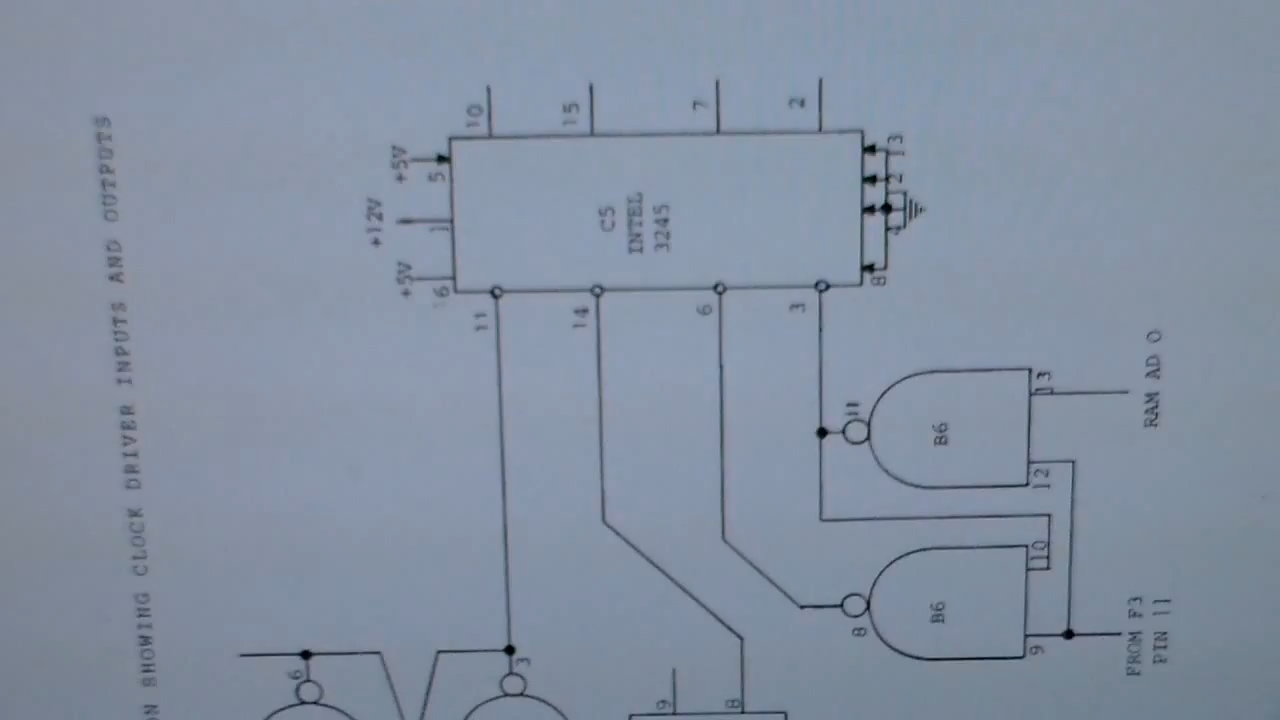 ON SHOWING CLOCK DRIVER INPUTS AND OUTPUTS
+5V
+12V
+5V
16
1
5
11
10
14
15
6
7
3
2
C5
INTEL
3245
8
4
12
13
6
3
9
8
8
B6
9
10
11
B6
12
13
FROM F3
PIN 11
RAM AD 0